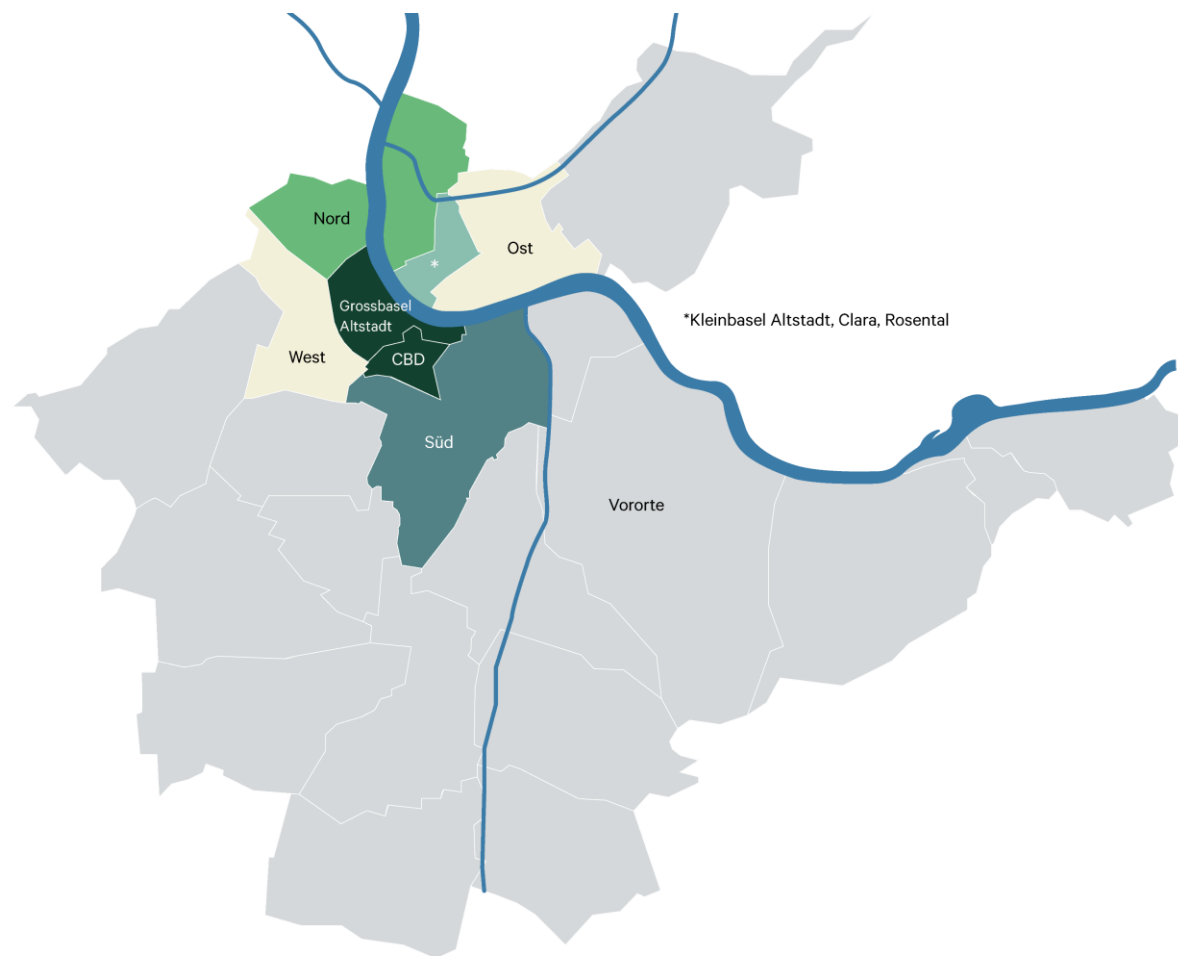 Nord
*
Ost
Grossbasel
Altstadt
*Kleinbasel Altstadt, Clara, Rosental
West
CBD
Süd
Vororte